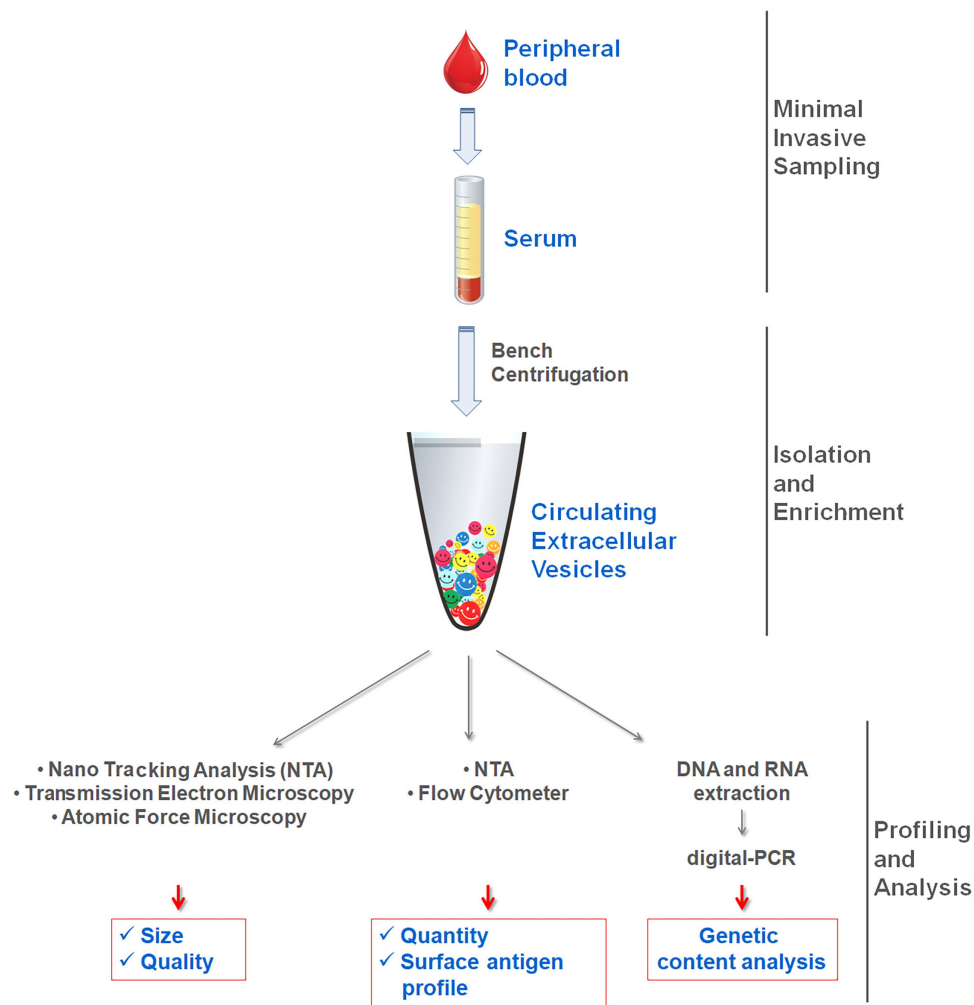 Peripheral
blood
Minimal
Invasive
Sampling
Serum
Bench
Centrifugation
Isolation
and
Enrichment
Circulating
Extracellular
Vesicles
• Nano Tracking Analysis (NTA)
• Transmission Electron Microscopy
• Atomic Force Microscopy
• NTA
• Flow Cytometer
DNA and RNA
extraction
digital-PCR
Profiling
and
Analysis
✓ Size
✓ Quality
✓ Quantity
✓ Surface antigen
profile
Genetic
content analysis